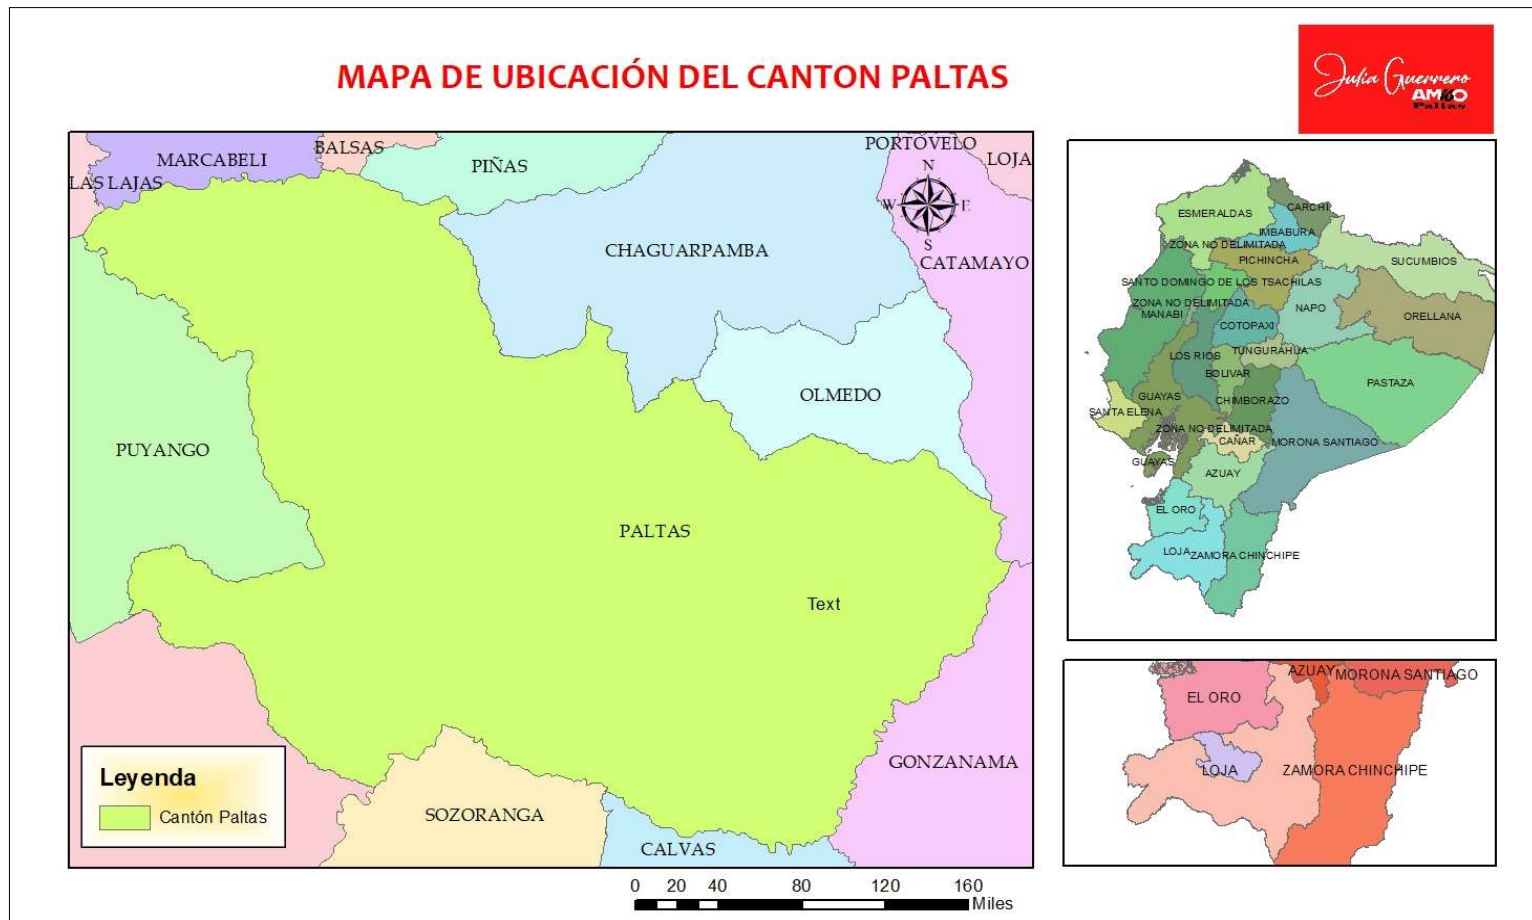 MAPA DE UBICACIÓN DEL CANTON PALTAS
Julia Guerrero
AMIGO
Paltas
MARCABELI
BALSAS
PIÑAS
PORTOVELO
LOJA
LAS LAJAS
N
W
E
S
CHAGUARPAMBA
CATAMAYO
OLMEDO
PUYANGO
PALTAS
Text
GONZANAMA
SOZORANGA
CALVAS
Leyenda
Cantón Paltas
0 20 40 80 120 160
Miles
ESMERALDAS
CARCHI
IMBABURA
ZONA NO DELIMITADA
PICHINCHA
SUCUMBIOS
SANTO DOMINGO DE LOS TSACHILAS
ZONA NO DELIMITADA
MANABI
NAPO
ORELLANA
COTOPAXI
LOS RIOS
TUNGURAHUA
BOLIVAR
PASTAZA
GUAYAS
CHIMBORAZO
SANTA ELENA
ZONA NO DELIMITADA
CAÑAR
MORONA SANTIAGO
GUAYAS
AZUAY
EL ORO
LOJA
ZAMORA CHINCHIPE
AZUAY
MORONA SANTIAGO
EL ORO
LOJA
ZAMORA CHINCHIPE